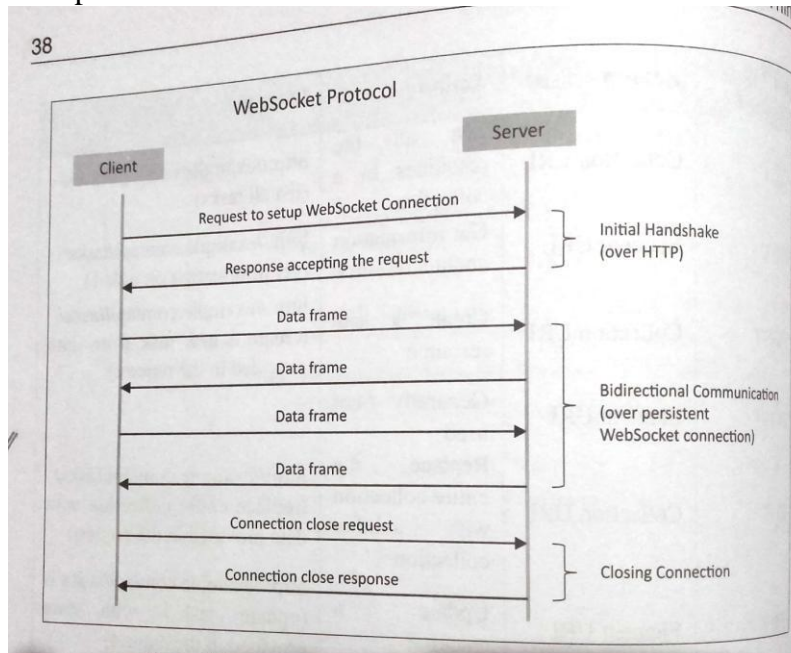 38
WebSocket Protocol
Client
Server
Request to setup WebSocket Connection
Response accepting the request
Initial Handshake
(over HTTP)
Data frame
Data frame
Data frame
Data frame
Bidirectional Communication
(over persistent
WebSocket connection)
Connection close request
Connection close response
Closing Connection